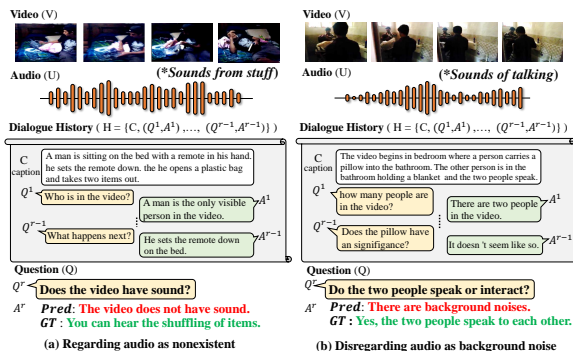 Video (V)
Audio (U)
(*Sounds from stuff)
Dialogue History ( H = {C, (Q¹,A¹) ,…, (Qʳ⁻¹,Aʳ⁻¹)} )
C
caption
A man is sitting on the bed with a remote in his hand.
he sets the remote down. the he opens a plastic bag
and takes two items out.
Q¹
Who is in the video?
A¹
A man is the only visible
person in the video.
Qʳ⁻¹
What happens next?
Aʳ⁻¹
He sets the remote down
on the bed.
Question (Q)
Qʳ
Does the video have sound?
Aʳ
Pred: The video does not have sound.
GT : You can hear the shuffling of items.
(a) Regarding audio as nonexistent
Video (V)
Audio (U)
(*Sounds of talking)
Dialogue History ( H = {C, (Q¹,A¹) ,…, (Qʳ⁻¹,Aʳ⁻¹)} )
C
caption
The video begins in bedroom where a person carries a
pillow into the bathroom. The other person is in the
bathroom holding a blanket and the two people speak.
Q¹
how many people are
in the video?
A¹
There are two people
in the video.
Qʳ⁻¹
Does the pillow have
an signifigance?
Aʳ⁻¹
It doesn 't seem like so.
Question (Q)
Qʳ
Do the two people speak or interact?
Aʳ
Pred: There are background noises.
GT : Yes, the two people speak to each other.
(b) Disregarding audio as background noise